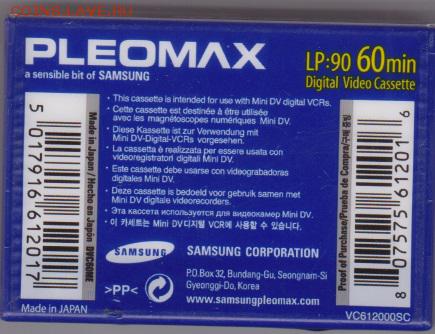 COINSS.LAVE.RU
PLEOMAX
a sensible bit of SAMSUNG
LP:90 60min
Digital Video Cassette
• This cassette is intended for use with Mini DV digital VCRs.
• Cette cassette est destinée à être utilisée
avec les magnétoscopes numériques Mini DV.
• Diese Kassette ist zur Verwendung mit
Mini DV-Digital-VCRs vorgesehen.
• La cassetta è realizzata per essere usata con
videoregistratori digitali Mini DV.
• Este cassette debe usarse con videograbadoras
digitales Mini DV.
• Deze cassette is bedoeld voor gebruik samen met
Mini DV digitale videorecorders.
• Эта кассета используется для видеокамер Mini DV.
• 이 카세트는 Mini DV디지털 VCR에 사용할 수 있습니다.
5 017916 612017
Made in Japan / Hecho en Japón DVC60ME
Proof of Purchase/Prueba de Compra/구매 증빙
8 07575 61201 6
SAMSUNG
SAMSUNG CORPORATION
P.O.Box 32, Bundang-Gu, Seongnam-Si
Gyeonggi-Do, Korea
>PP<
www.samsungpleomax.com
Made in JAPAN
VC612000SC